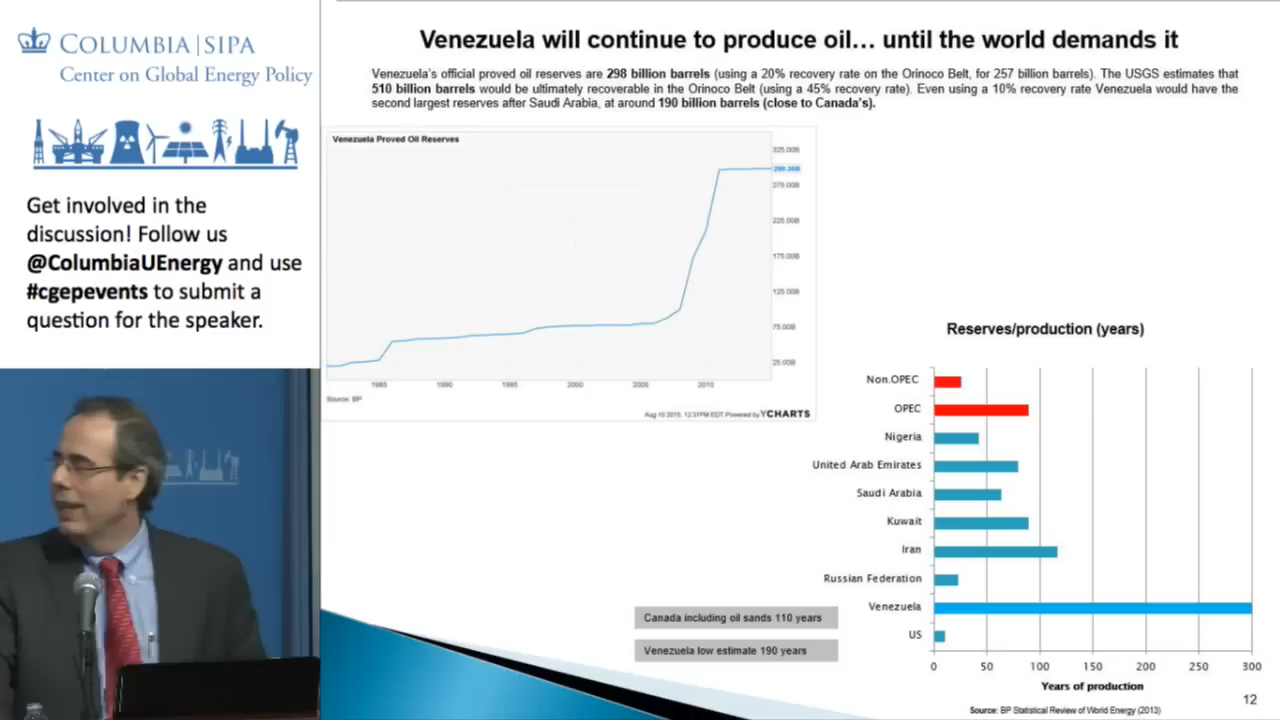 COLUMBIA | SIPA
Center on Global Energy Policy
Get involved in the
discussion! Follow us
@ColumbiaUEnergy and use
#cgepevents to submit a
question for the speaker.
Venezuela will continue to produce oil… until the world demands it
Venezuela's official proved oil reserves are 298 billion barrels (using a 20% recovery rate on the Orinoco Belt, for 257 billion barrels). The USGS estimates that
510 billion barrels would be ultimately recoverable in the Orinoco Belt (using a 45% recovery rate). Even using a 10% recovery rate Venezuela would have the
second largest reserves after Saudi Arabia, at around 190 billion barrels (close to Canada's).
Venezuela Proved Oil Reserves
325.00B
298.30B
275.00B
225.00B
175.00B
125.00B
75.00B
25.00B
1985 1990 1995 2000 2005 2010
Source: BP
Aug 10 2015, 12:31PM EDT Powered by YCHARTS
Reserves/production (years)
Non.OPEC
OPEC
Nigeria
United Arab Emirates
Saudi Arabia
Kuwait
Iran
Russian Federation
Venezuela
US
0 50 100 150 200 250 300
Years of production
Canada including oil sands 110 years
Venezuela low estimate 190 years
Source: BP Statistical Review of World Energy (2013)
12